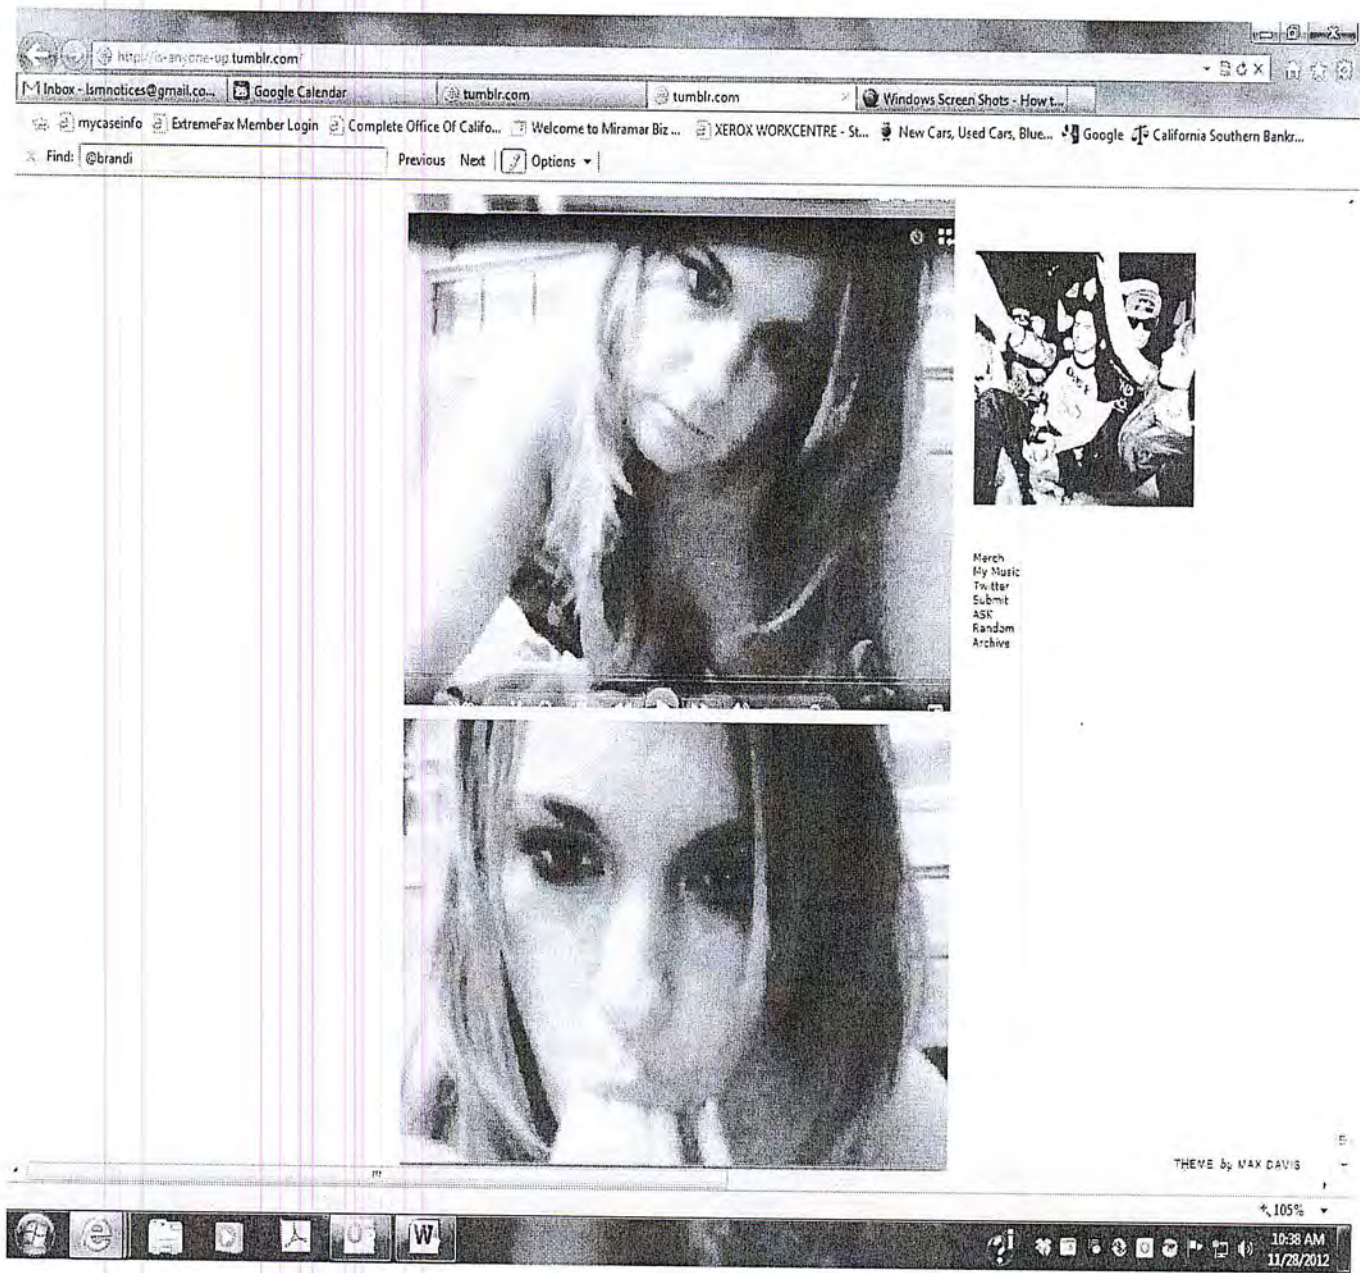 http://is-anyone-up.tumblr.com/
Inbox - lsmnotices@gmail.co... Google Calendar tumblr.com tumblr.com Windows Screen Shots - How t...
mycaseinfo ExtremeFax Member Login Complete Office Of Califo... Welcome to Miramar Biz ... XEROX WORKCENTRE - St... New Cars, Used Cars, Blue... Google California Southern Bankr...
Find: @brandi Previous Next Options
Merch
My Music
Twitter
Submit
ASK
Random
Archive
THEME by MAX DAVIS
105%
10:38 AM
11/28/2012